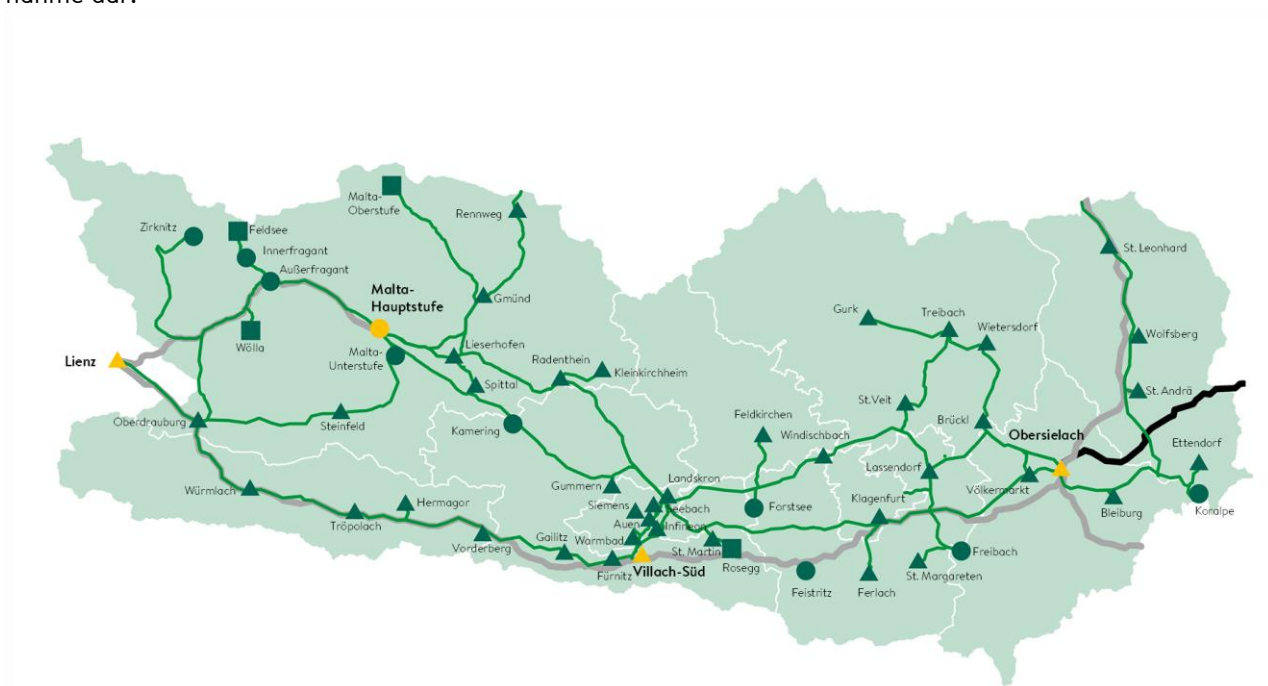 nahme dar.
Malta-
Oberstufe
Rennweg
Zirknitz
Feldsee
Innerfragant
Außerfragant
St. Leonhard
Malta-
Hauptstufe
Gmünd
Gurk
Treibach
Wietersdorf
Wölla
Lienz
Malta-
Unterstufe
Lieserhofen
Radenthein
Kleinkirchheim
Wolfsberg
Spittal
St. Andrä
St.Veit
Oberdrauburg
Steinfeld
Kamering
Feldkirchen
Windischbach
Brückl
Obersielach
Ettendorf
Lassendorf
Würmlach
Hermagor
Gummern
Landskron
Völkermarkt
Klagenfurt
Siemens
Seebach
Forstsee
Bleiburg
Koralpe
Tröpolach
Auen
Infineon
Vorderberg
Gailitz
Warmbad
St. Martin
Freibach
Fürnitz
Villach-Süd
Rosegg
St. Margareten
Feistritz
Ferlach